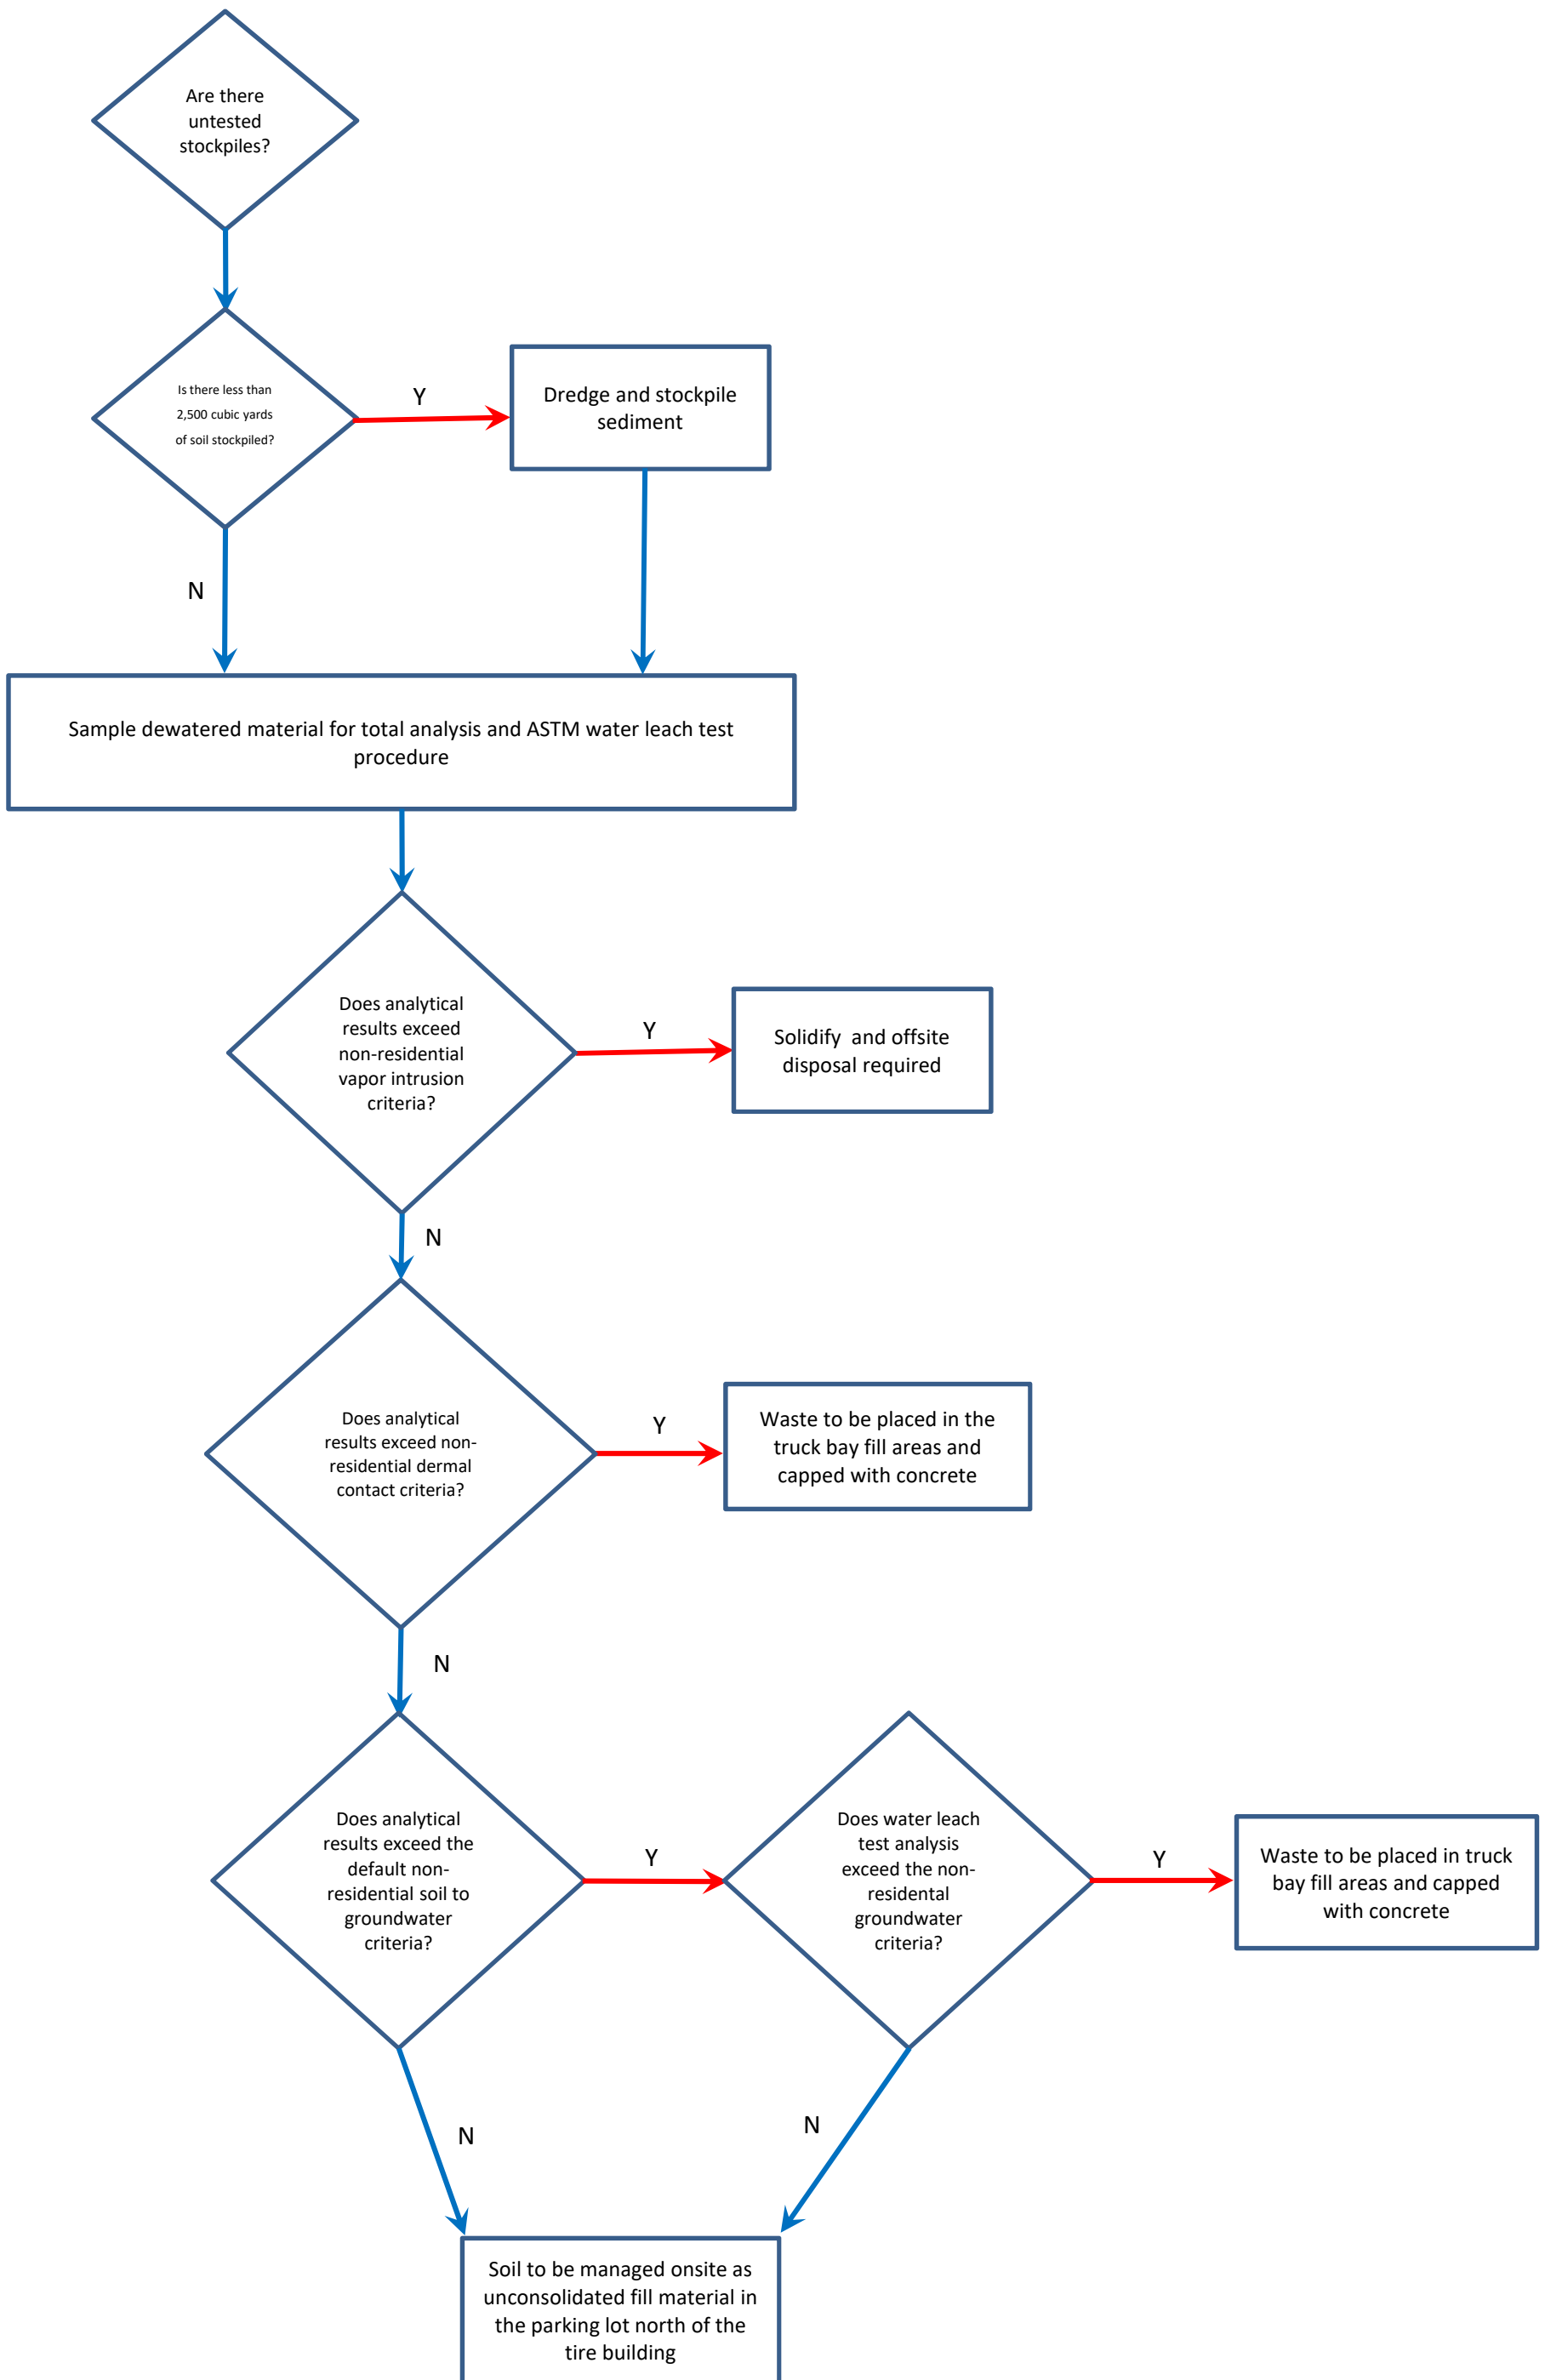 Are there
untested
stockpiles?
Is there less than
2,500 cubic yards
of soil stockpiled?
Y
Dredge and stockpile
sediment
N
Sample dewatered material for total analysis and ASTM water leach test
procedure
Does analytical
results exceed
non-residential
vapor intrusion
criteria?
Y
Solidify and offsite
disposal required
N
Does analytical
results exceed non-
residential dermal
contact criteria?
Y
Waste to be placed in the
truck bay fill areas and
capped with concrete
N
Does analytical
results exceed the
default non-
residential soil to
groundwater
criteria?
Y
Does water leach
test analysis
exceed the non-
residental
groundwater
criteria?
Y
Waste to be placed in truck
bay fill areas and capped
with concrete
N
N
Soil to be managed onsite as
unconsolidated fill material in
the parking lot north of the
tire building